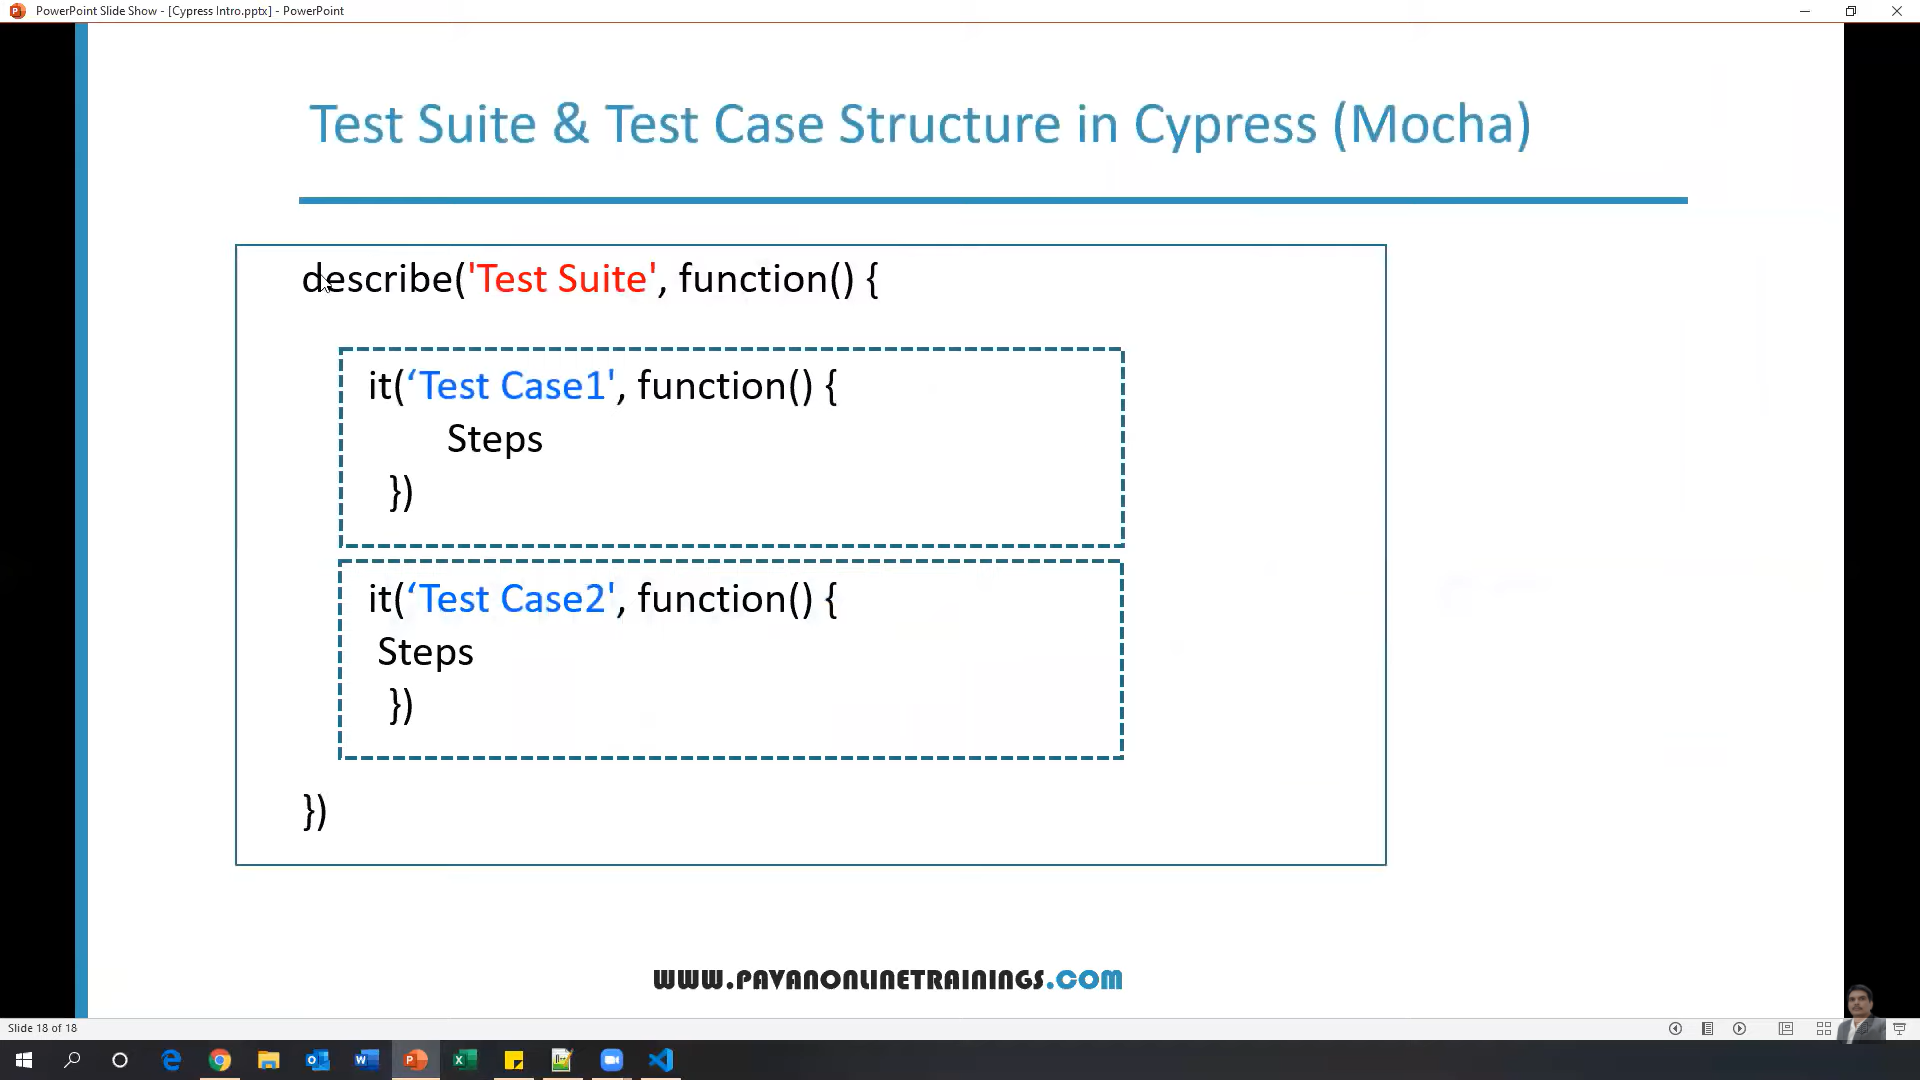 PowerPoint Slide Show - [Cypress Intro.pptx] - PowerPoint
Test Suite & Test Case Structure in Cypress (Mocha)
describe('Test Suite', function() {
it(‘Test Case1', function() {
Steps
})
it(‘Test Case2', function() {
Steps
})
})
WWW.PAVANONLINETRAININGS.COM
Slide 18 of 18